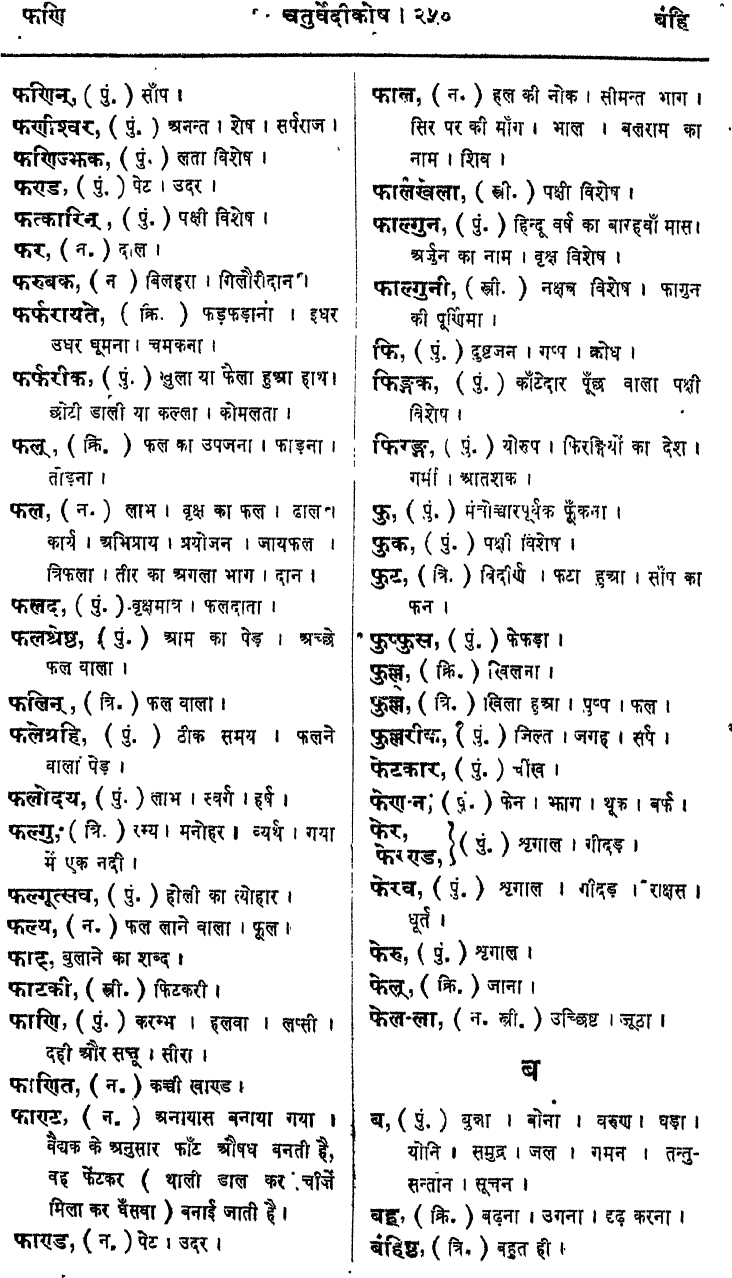 फणि
चतुर्वेदीकोष । २५०
बंहि
फणिन्, ( पुं. ) साँप ।
फणीश्वर, ( पुं. ) अनन्त । शेष । सर्पराज ।
फणिज्झक, ( पुं. ) लता विशेष ।
फण्ड, ( पुं. ) पेट । उदर ।
फत्कारिन्, ( पुं. ) पक्षी विशेष ।
फर, ( न. ) ढाल ।
फरुबक, ( न ) बिलहरा । गिलौरीदान ।
फर्फरायते, ( क्रि. ) फड़फड़ाना । इधर
उधर घूमना । चमकना ।
फर्फरीक, ( पुं. ) खुला या फैला हुआ हाथ।
छोटी डाली या कल्ला । कोमलता ।
फल्, ( क्रि. ) फल का उपजना । फाड़ना ।
तोड़ना ।
फल, ( न. ) लाभ । वृक्ष का फल । ढाल ।
कार्य । अभिप्राय । प्रयोजन । जायफल ।
त्रिफला । तीर का अगला भाग । दान ।
फलद, ( पुं. ) वृक्षमात्र । फलदाता ।
फलश्रेष्ठ, ( पुं. ) आम का पेड़ । अच्छे
फल वाला ।
फलिन्, ( त्रि. ) फल वाला ।
फलेग्रहि, ( पुं. ) ठीक समय । फलने
वाला पेड़ ।
फलोदय, ( पुं. ) लाभ । स्वर्ग । हर्ष ।
फल्गु, ( त्रि. ) रम्य । मनोहर । व्यर्थ । गया
में एक नदी ।
फल्गूत्सव, ( पुं. ) होली का त्योहार ।
फल्य, ( न. ) फल लाने वाला । फूल ।
फाट्, बुलाने का शब्द ।
फाटकी, ( स्त्री. ) फिटकरी ।
फाणि, ( पुं. ) करम्भ । हलवा । लप्सी ।
दही और सत्तू । सीरा ।
फाणित, ( न. ) कच्ची खाण्ड ।
फाण्ट, ( न. ) अनायास बनाया गया ।
वैद्यक के अनुसार फाँट औषध बनती है,
वह फेंटकर ( थाली डाल कर चीजें
मिला कर घँसवा ) बनाई जाती है ।
फाण्ड, ( न. ) पेट । उदर ।
फाल, ( न. ) हल की नोक । सीमन्त भाग ।
सिर पर की माँग । भाल । बलराम का
नाम । शिव ।
फालखेला, ( स्त्री. ) पक्षी विशेष ।
फाल्गुन, ( पुं. ) हिन्दू वर्ष का बारहवाँ मास।
अर्जुन का नाम । वृक्ष विशेष ।
फाल्गुनी, ( स्त्री. ) नक्षत्र विशेष । फागुन
की पूर्णिमा ।
फि, ( पुं. ) दुष्टजन । गप्प । क्रोध ।
फिङ्गक, ( पुं. ) काँटेदार पूँछ वाला पक्षी
विशेष ।
फिरङ्ग, ( पुं. ) योरुप । फिरङ्गियों का देश ।
गर्मी । आतशक ।
फु, ( पुं. ) मंत्रोच्चारपूर्वक फूँकना ।
फुक, ( पुं. ) पक्षी विशेष ।
फुट, ( त्रि. ) विदीर्ण । फटा हुआ । साँप का
फन ।
फुप्फुस, ( पुं. ) फेफड़ा ।
फुल्ल्, ( क्रि. ) खिलना ।
फुल्ल, ( त्रि. ) खिला हुआ । पुष्प । फल ।
फुल्लरीक, ( पुं. ) जिल्त । जगह । सर्प ।
फेटकार, ( पुं. ) चीख ।
फेण-न, ( पुं. ) फेन । झाग । थूक । बर्फ ।
फेर,
फेरण्ड, } ( पुं. ) शृगाल । गीदड़ ।
फेरव, ( पुं. ) शृगाल । गीदड़ । राक्षस ।
धूर्त ।
फेरु, ( पुं. ) शृगाल ।
फेल्, ( क्रि. ) जाना ।
फेल-ला, ( न. स्त्री. ) उच्छिष्ट । जूठा ।
ब
ब, ( पुं. ) बुन्ना । बोना । वरुण । घड़ा ।
योनि । समुद्र । जल । गमन । तन्तु-
सन्तान । सूचन ।
बह्, ( क्रि. ) बढ़ना । उगना । दृढ़ करना ।
बंहिष्ठ, ( त्रि. ) बहुत ही ।